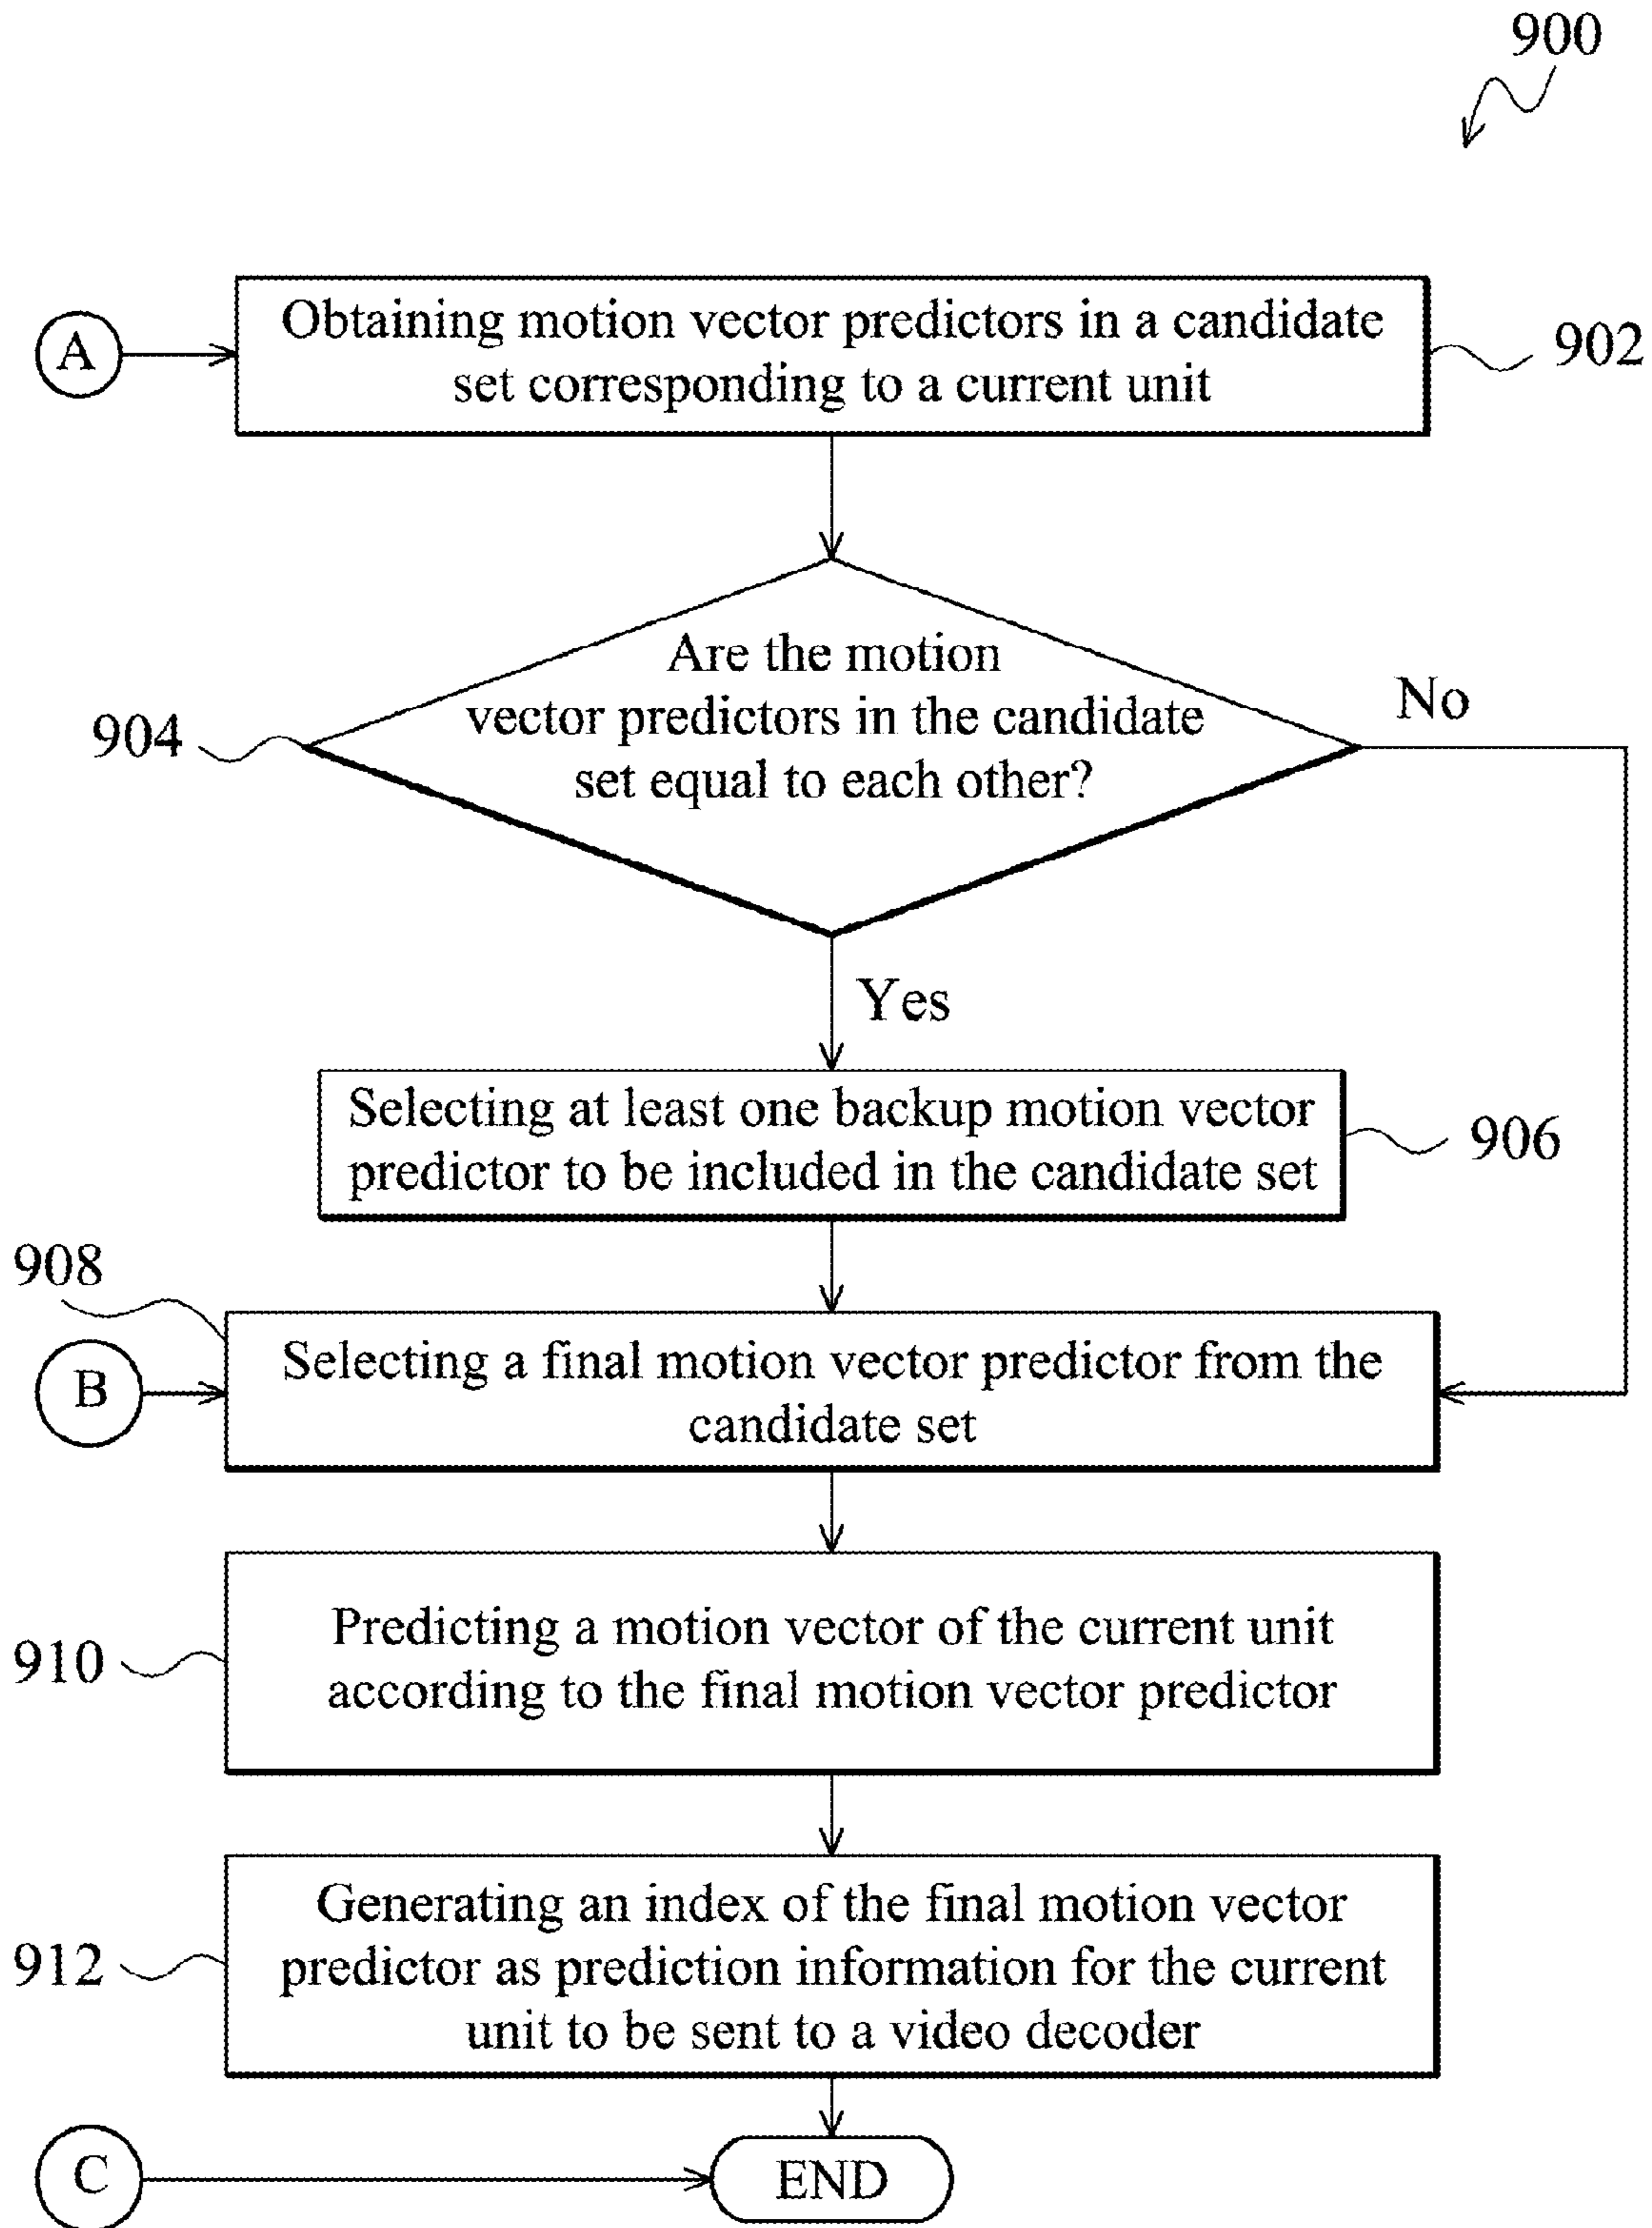 900
A
Obtaining motion vector predictors in a candidate
set corresponding to a current unit
902
904
Are the motion
vector predictors in the candidate
set equal to each other?
No
Yes
Selecting at least one backup motion vector
predictor to be included in the candidate set
906
908
B
Selecting a final motion vector predictor from the
candidate set
910
Predicting a motion vector of the current unit
according to the final motion vector predictor
912
Generating an index of the final motion vector
predictor as prediction information for the current
unit to be sent to a video decoder
C
END